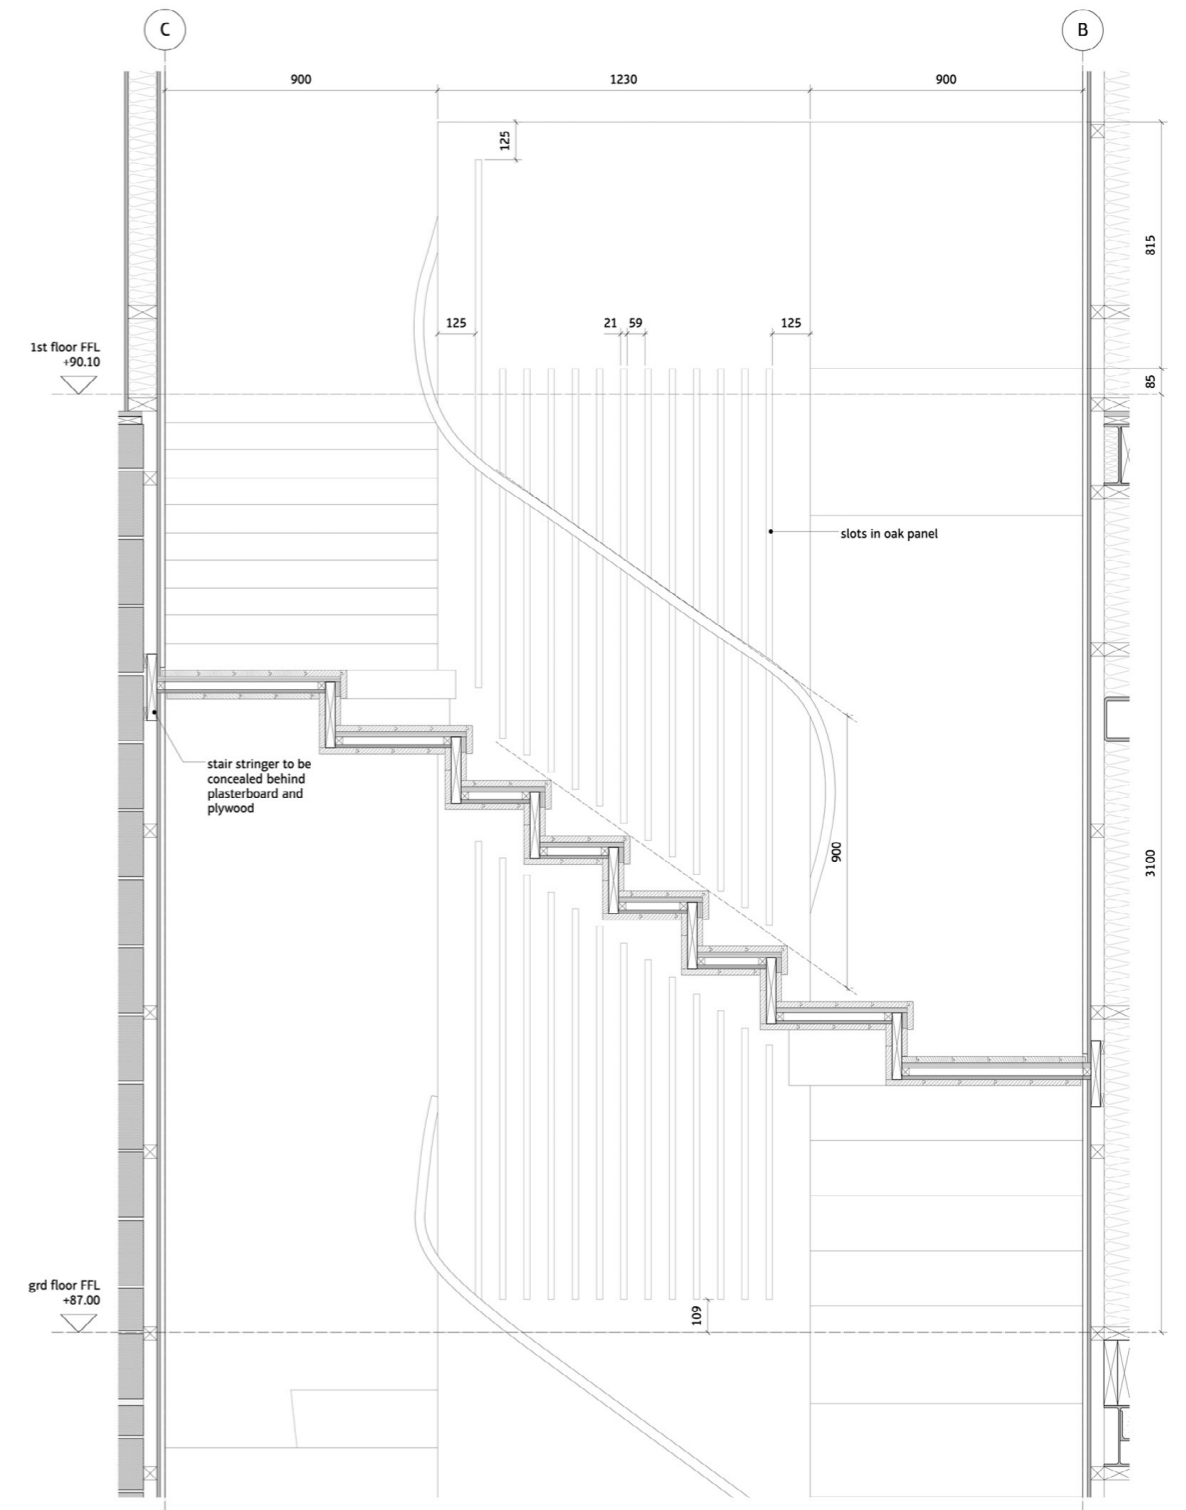 C
B
900
1230
900
125
815
125
21
59
125
1st floor FFL
+90.10
85
slots in oak panel
stair stringer to be
concealed behind
plasterboard and
plywood
900
3100
grd floor FFL
+87.00
109